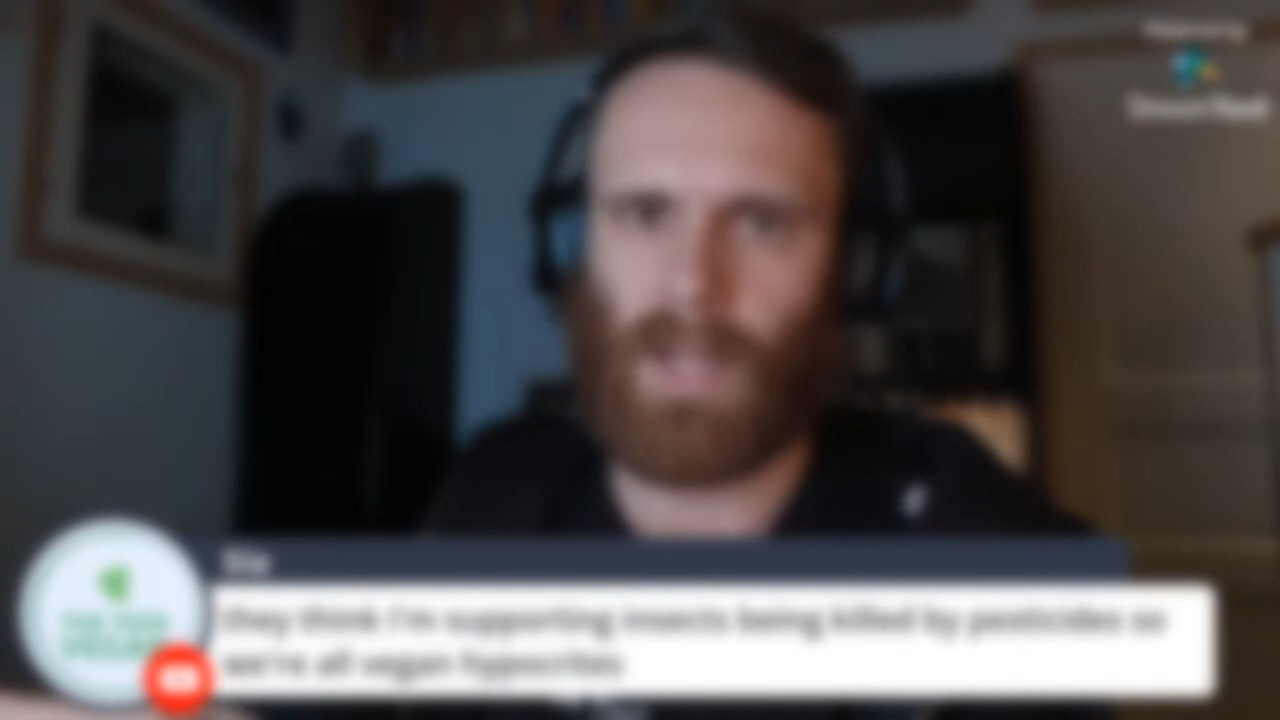 they think I'm supporting insects being killed by pesticides so
we're all vegan hypocrites